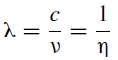 λ = c/ν = 1/η